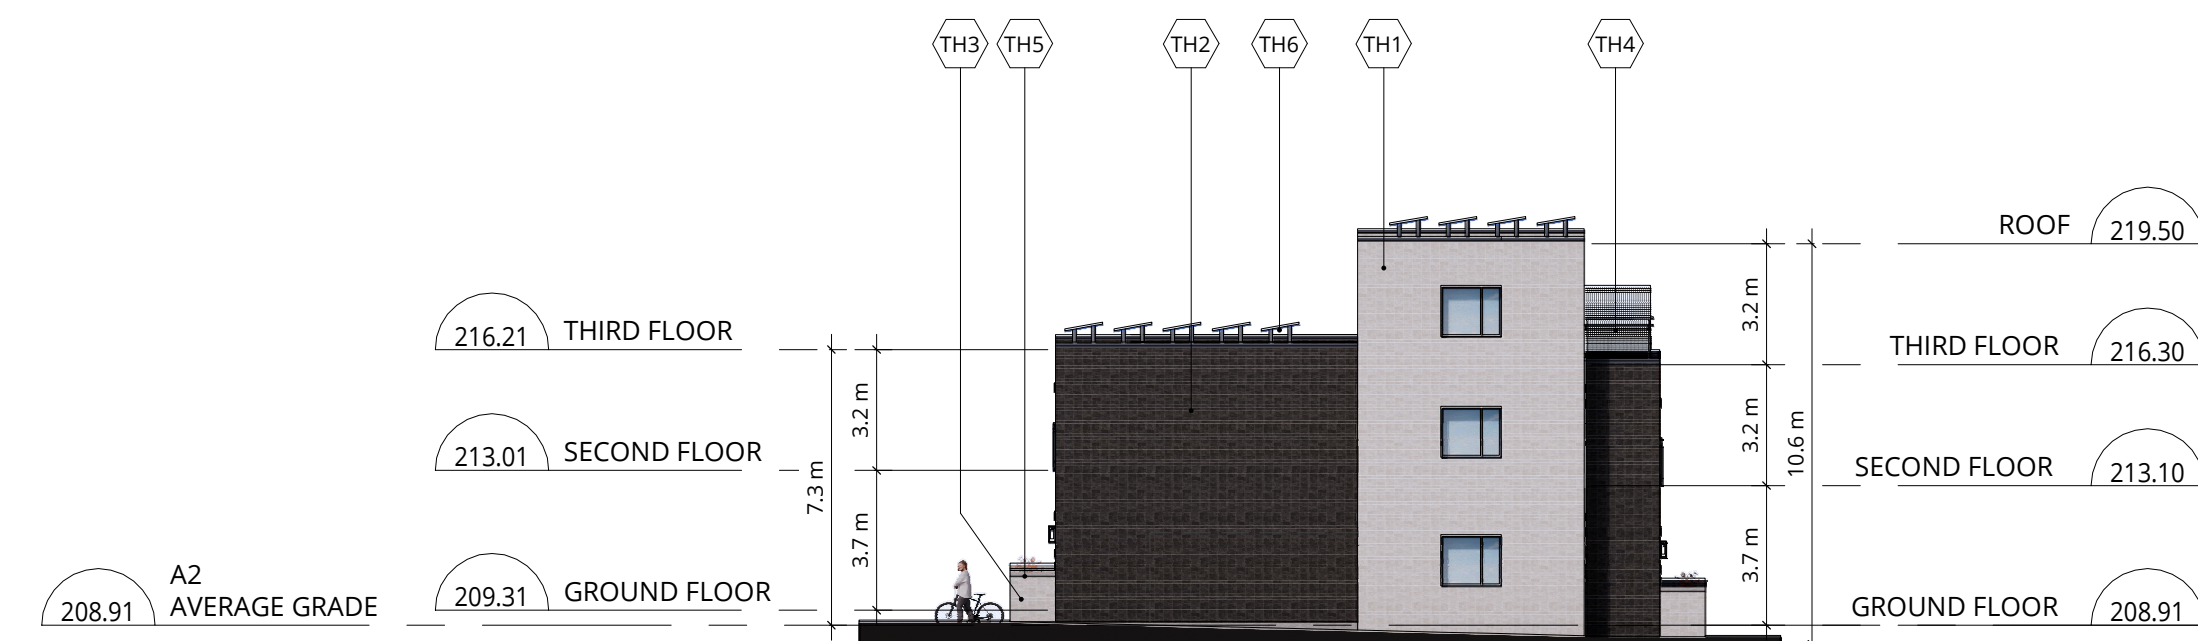 TH3 TH5 TH2 TH6 TH1 TH4
ROOF 219.50
216.21 THIRD FLOOR
3.2 m
THIRD FLOOR 216.30
3.2 m
3.2 m
213.01 SECOND FLOOR
7.3 m
10.6 m
SECOND FLOOR 213.10
3.7 m
3.7 m
A2
208.91 AVERAGE GRADE
209.31 GROUND FLOOR
GROUND FLOOR 208.91